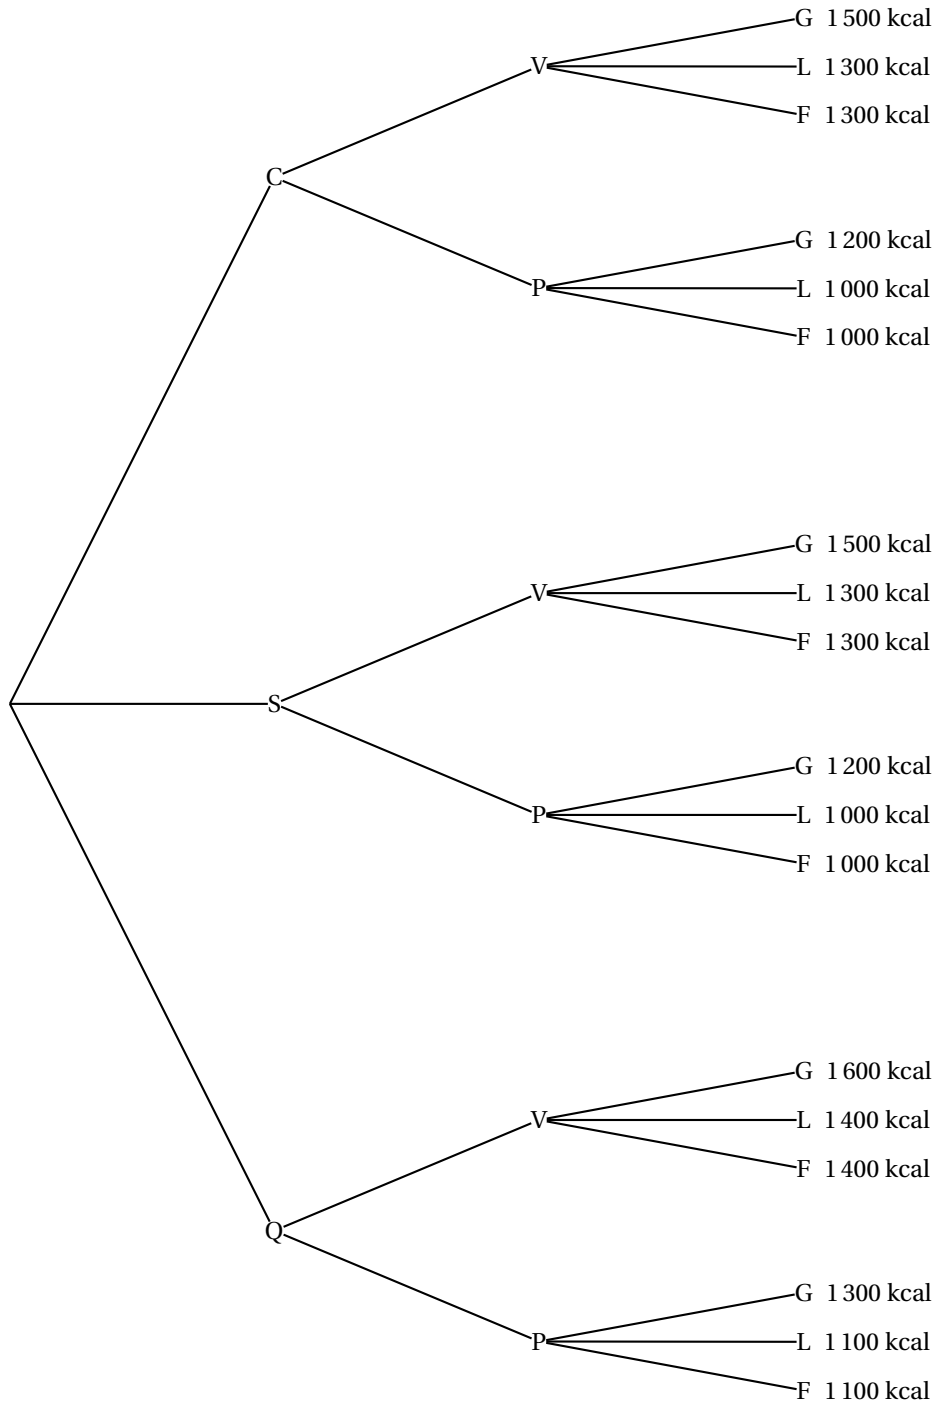 G 1 500 kcal
V
L 1 300 kcal
F 1 300 kcal
C
G 1 200 kcal
P
L 1 000 kcal
F 1 000 kcal
G 1 500 kcal
V
L 1 300 kcal
F 1 300 kcal
S
G 1 200 kcal
P
L 1 000 kcal
F 1 000 kcal
G 1 600 kcal
V
L 1 400 kcal
F 1 400 kcal
Q
G 1 300 kcal
P
L 1 100 kcal
F 1 100 kcal